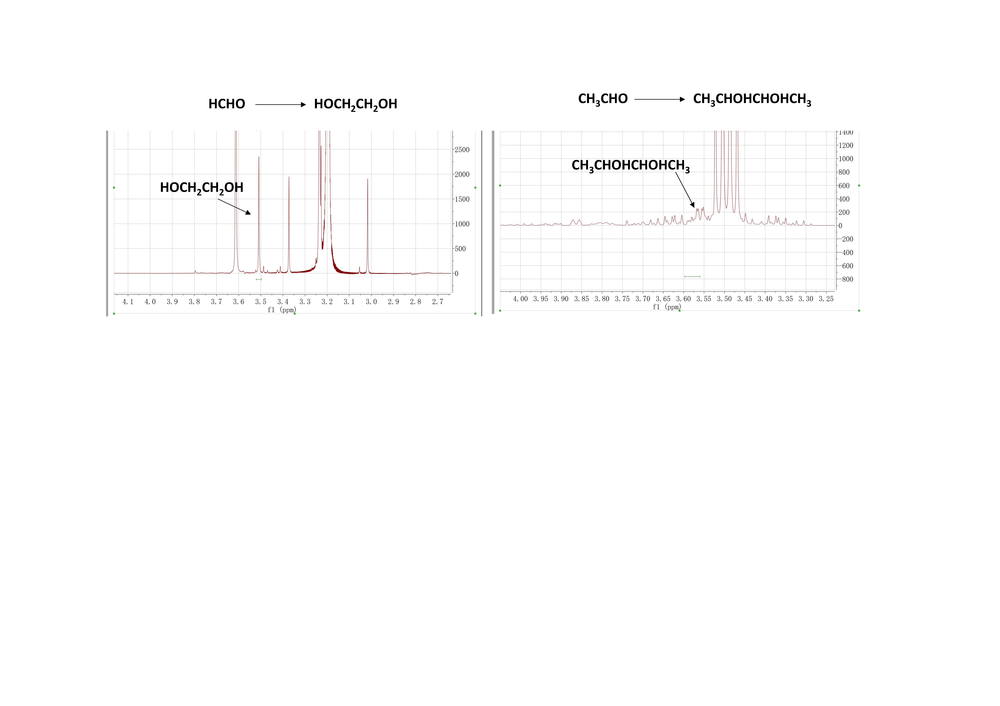 HCHO → HOCH₂CH₂OH
CH₃CHO → CH₃CHOHCHOHCH₃
HOCH₂CH₂OH
2500
2000
1500
1000
500
0
4.1 4.0 3.9 3.8 3.7 3.6 3.5 3.4 3.3 3.2 3.1 3.0 2.9 2.8 2.7
f1 (ppm)
CH₃CHOHCHOHCH₃
1400
1200
1000
800
600
400
200
0
-200
-400
-600
-800
4.00 3.95 3.90 3.85 3.80 3.75 3.70 3.65 3.60 3.55 3.50 3.45 3.40 3.35 3.30 3.25
f1 (ppm)